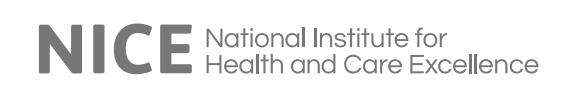 NICE National Institute for
Health and Care Excellence